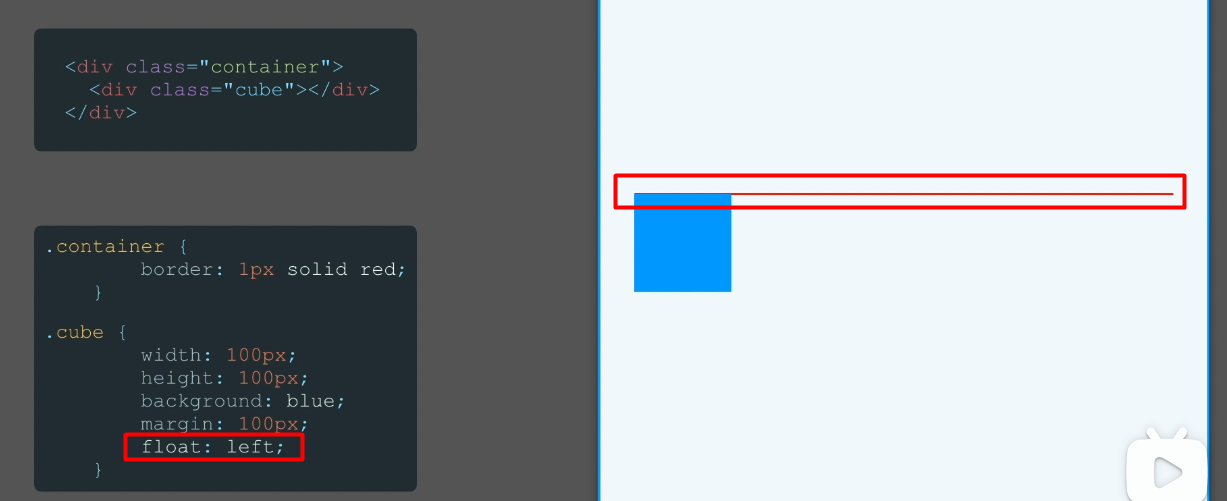 <div class="container">
<div class="cube"></div>
</div>
.container {
border: 1px solid red;
}
.cube {
width: 100px;
height: 100px;
background: blue;
margin: 100px;
float: left;
}